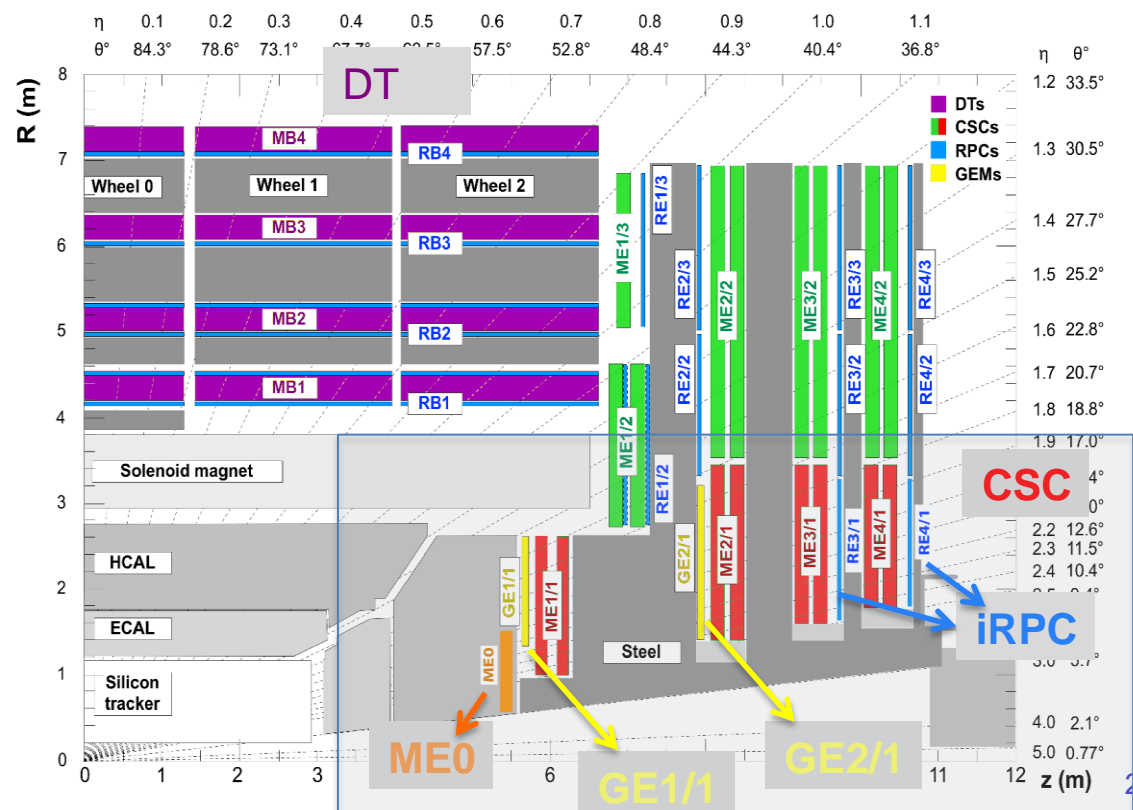 η 0.1 0.2 0.3 0.4 0.5 0.6 0.7 0.8 0.9 1.0 1.1
θ° 84.3° 78.6° 73.1° 57.5° 52.8° 48.4° 44.3° 40.4° 36.8° η θ°
DT
R (m)
8
7
6
5
4
3
2
1
0
1.2 33.5°
1.3 30.5°
1.4 27.7°
1.5 25.2°
1.6 22.8°
1.7 20.7°
1.8 18.8°
1.9 17.0°
2.2 12.6°
2.3 11.5°
2.4 10.4°
4.0 2.1°
5.0 0.77°
DTs
CSCs
RPCs
GEMs
MB4
RB4
Wheel 0 Wheel 1 Wheel 2
MB3
RB3
MB2
RB2
MB1
RB1
ME1/3
RE1/3
RE2/3
ME2/2
ME3/2
RE3/3
ME4/2
RE4/3
RE2/2
RE3/2
RE4/2
ME1/2
RE1/2
Solenoid magnet
CSC
HCAL
ECAL
Silicon
tracker
GE1/1
ME1/1
GE2/1
ME2/1
ME3/1
RE3/1
ME4/1
RE4/1
iRPC
ME0
Steel
ME0
GE1/1
GE2/1
0 1 2 3 6 11 12 z (m)
2